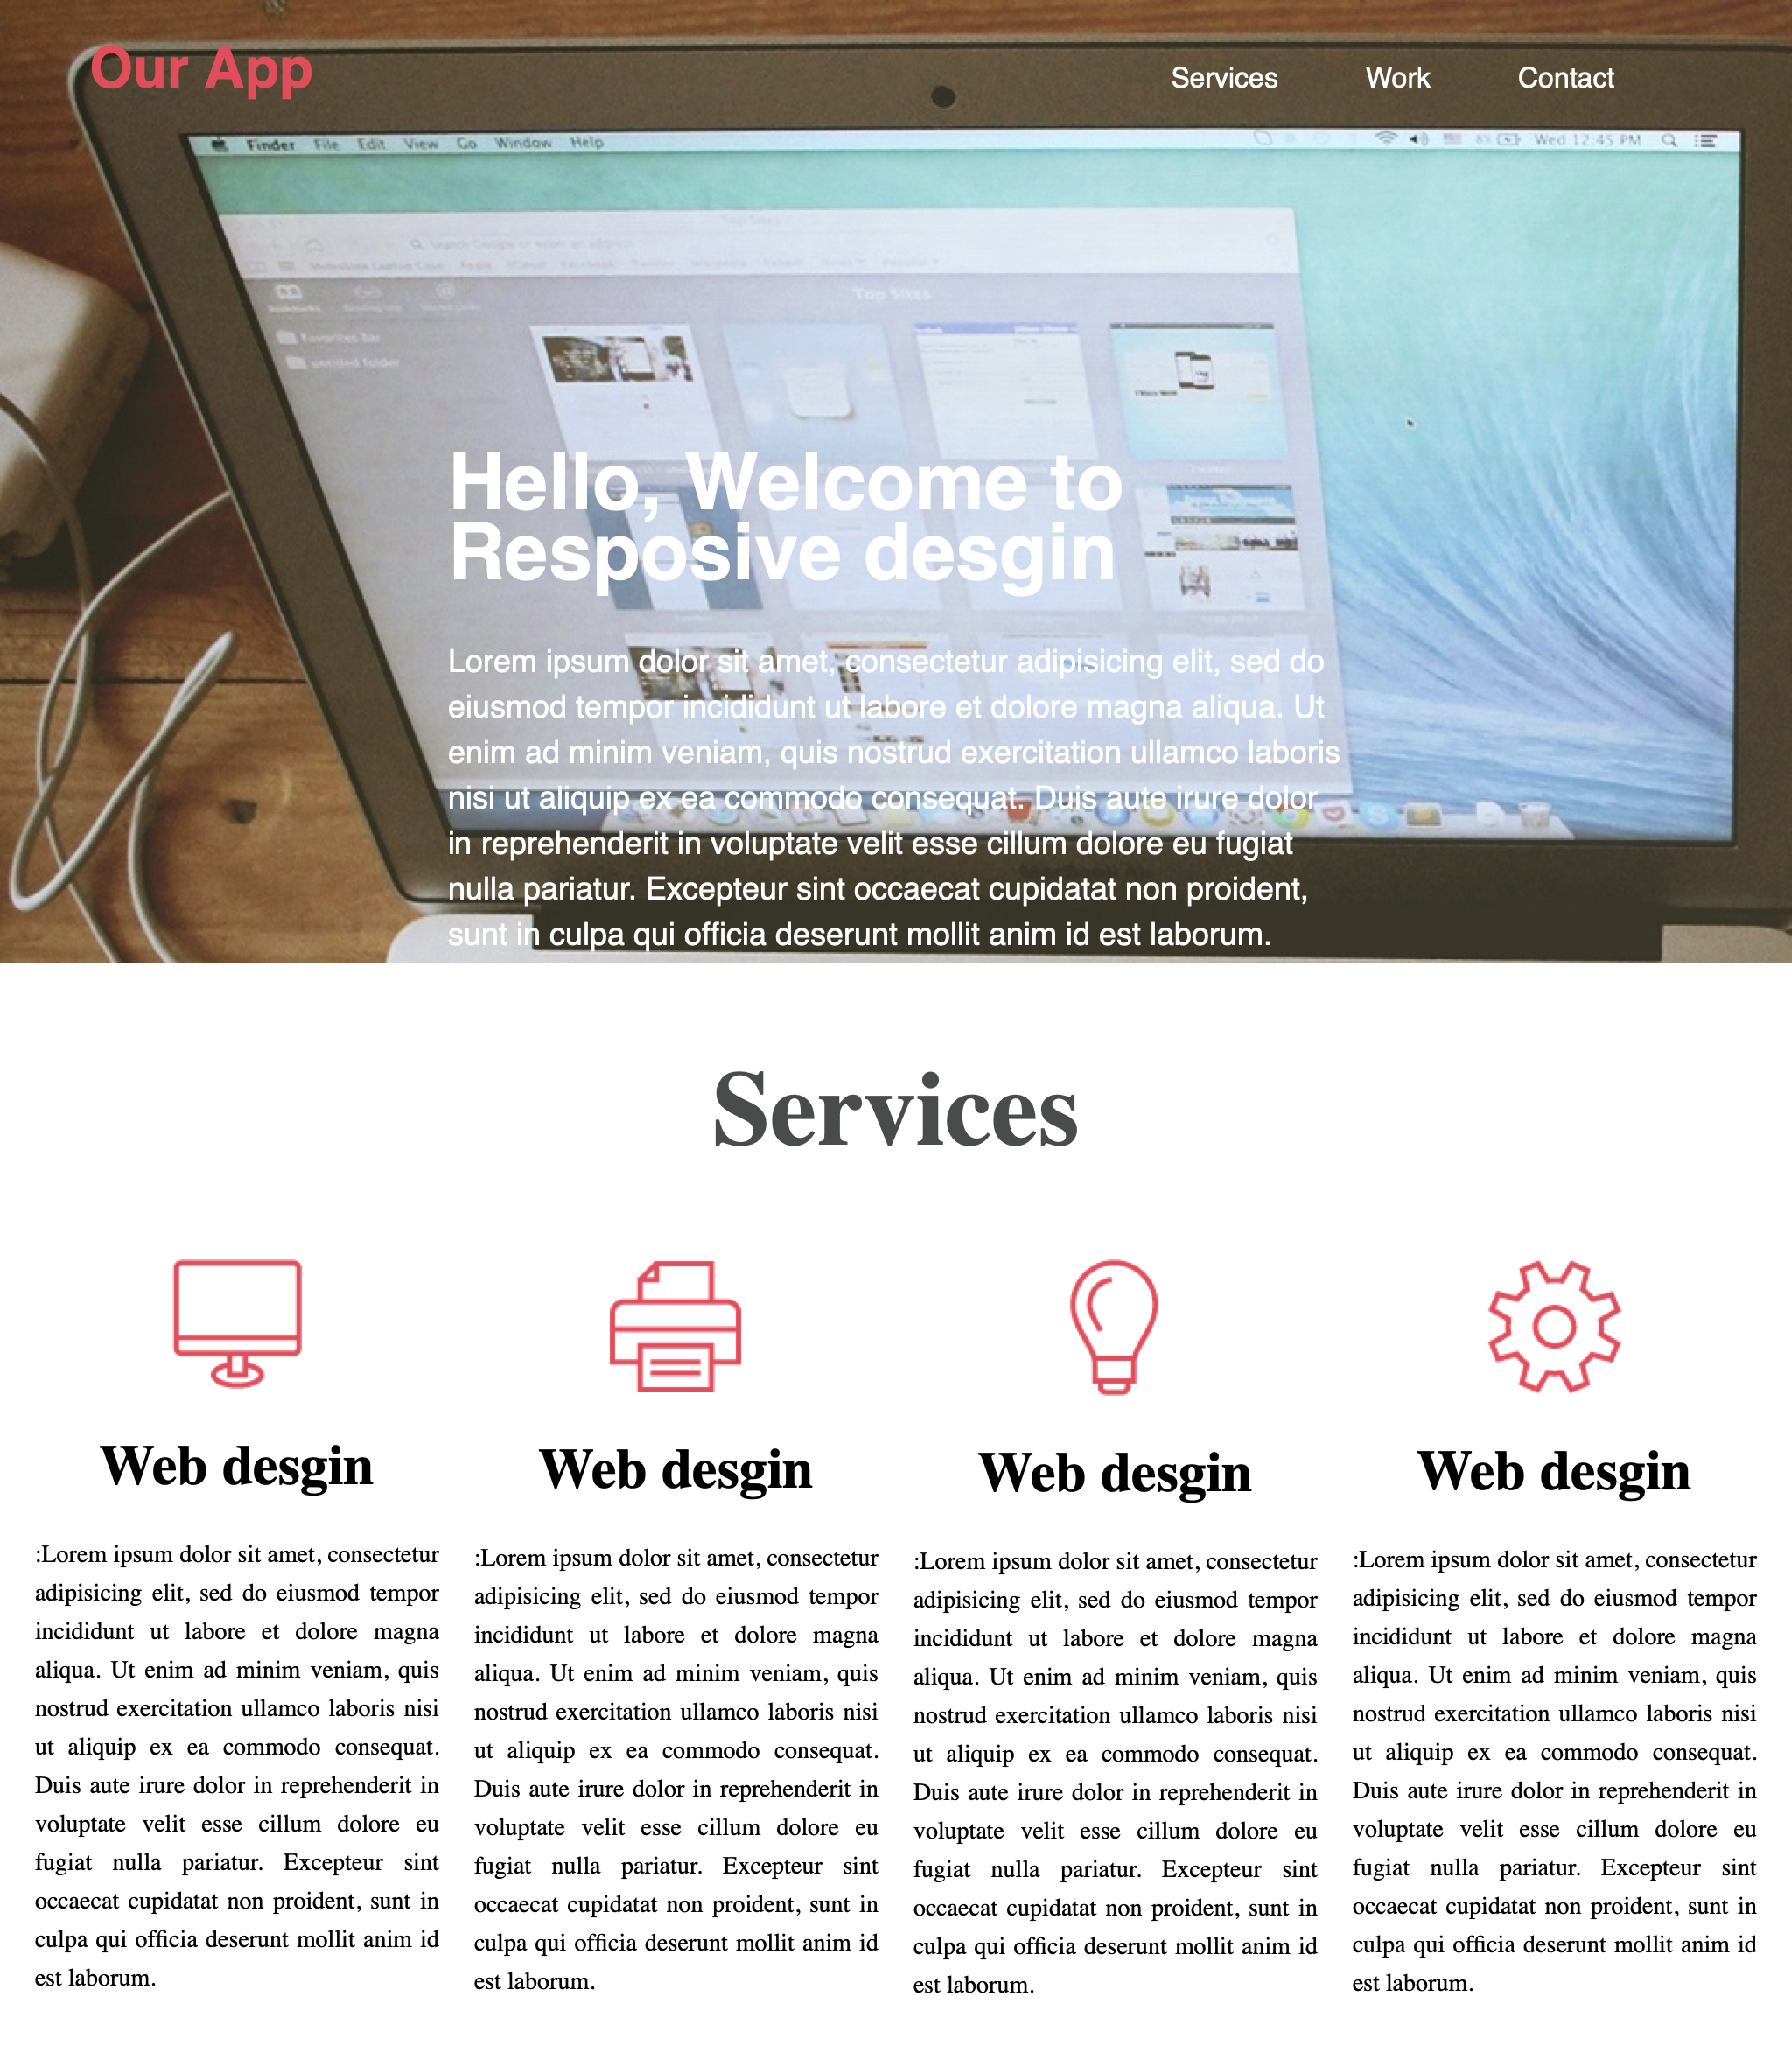 Our App
Services Work Contact
Finder File Edit View Go Window Help
Wed 12:45 PM
Top Sites
Search Google or enter an address
Top Sites
Favorites Bar
untitled folder
Hello, Welcome to
Resposive desgin
Lorem ipsum dolor sit amet, consectetur adipisicing elit, sed do
eiusmod tempor incididunt ut labore et dolore magna aliqua. Ut
enim ad minim veniam, quis nostrud exercitation ullamco laboris
nisi ut aliquip ex ea commodo consequat. Duis aute irure dolor
in reprehenderit in voluptate velit esse cillum dolore eu fugiat
nulla pariatur. Excepteur sint occaecat cupidatat non proident,
sunt in culpa qui officia deserunt mollit anim id est laborum.
Services
Web desgin
:Lorem ipsum dolor sit amet, consectetur
adipisicing elit, sed do eiusmod tempor
incididunt ut labore et dolore magna
aliqua. Ut enim ad minim veniam, quis
nostrud exercitation ullamco laboris nisi
ut aliquip ex ea commodo consequat.
Duis aute irure dolor in reprehenderit in
voluptate velit esse cillum dolore eu
fugiat nulla pariatur. Excepteur sint
occaecat cupidatat non proident, sunt in
culpa qui officia deserunt mollit anim id
est laborum.
Web desgin
:Lorem ipsum dolor sit amet, consectetur
adipisicing elit, sed do eiusmod tempor
incididunt ut labore et dolore magna
aliqua. Ut enim ad minim veniam, quis
nostrud exercitation ullamco laboris nisi
ut aliquip ex ea commodo consequat.
Duis aute irure dolor in reprehenderit in
voluptate velit esse cillum dolore eu
fugiat nulla pariatur. Excepteur sint
occaecat cupidatat non proident, sunt in
culpa qui officia deserunt mollit anim id
est laborum.
Web desgin
:Lorem ipsum dolor sit amet, consectetur
adipisicing elit, sed do eiusmod tempor
incididunt ut labore et dolore magna
aliqua. Ut enim ad minim veniam, quis
nostrud exercitation ullamco laboris nisi
ut aliquip ex ea commodo consequat.
Duis aute irure dolor in reprehenderit in
voluptate velit esse cillum dolore eu
fugiat nulla pariatur. Excepteur sint
occaecat cupidatat non proident, sunt in
culpa qui officia deserunt mollit anim id
est laborum.
Web desgin
:Lorem ipsum dolor sit amet, consectetur
adipisicing elit, sed do eiusmod tempor
incididunt ut labore et dolore magna
aliqua. Ut enim ad minim veniam, quis
nostrud exercitation ullamco laboris nisi
ut aliquip ex ea commodo consequat.
Duis aute irure dolor in reprehenderit in
voluptate velit esse cillum dolore eu
fugiat nulla pariatur. Excepteur sint
occaecat cupidatat non proident, sunt in
culpa qui officia deserunt mollit anim id
est laborum.